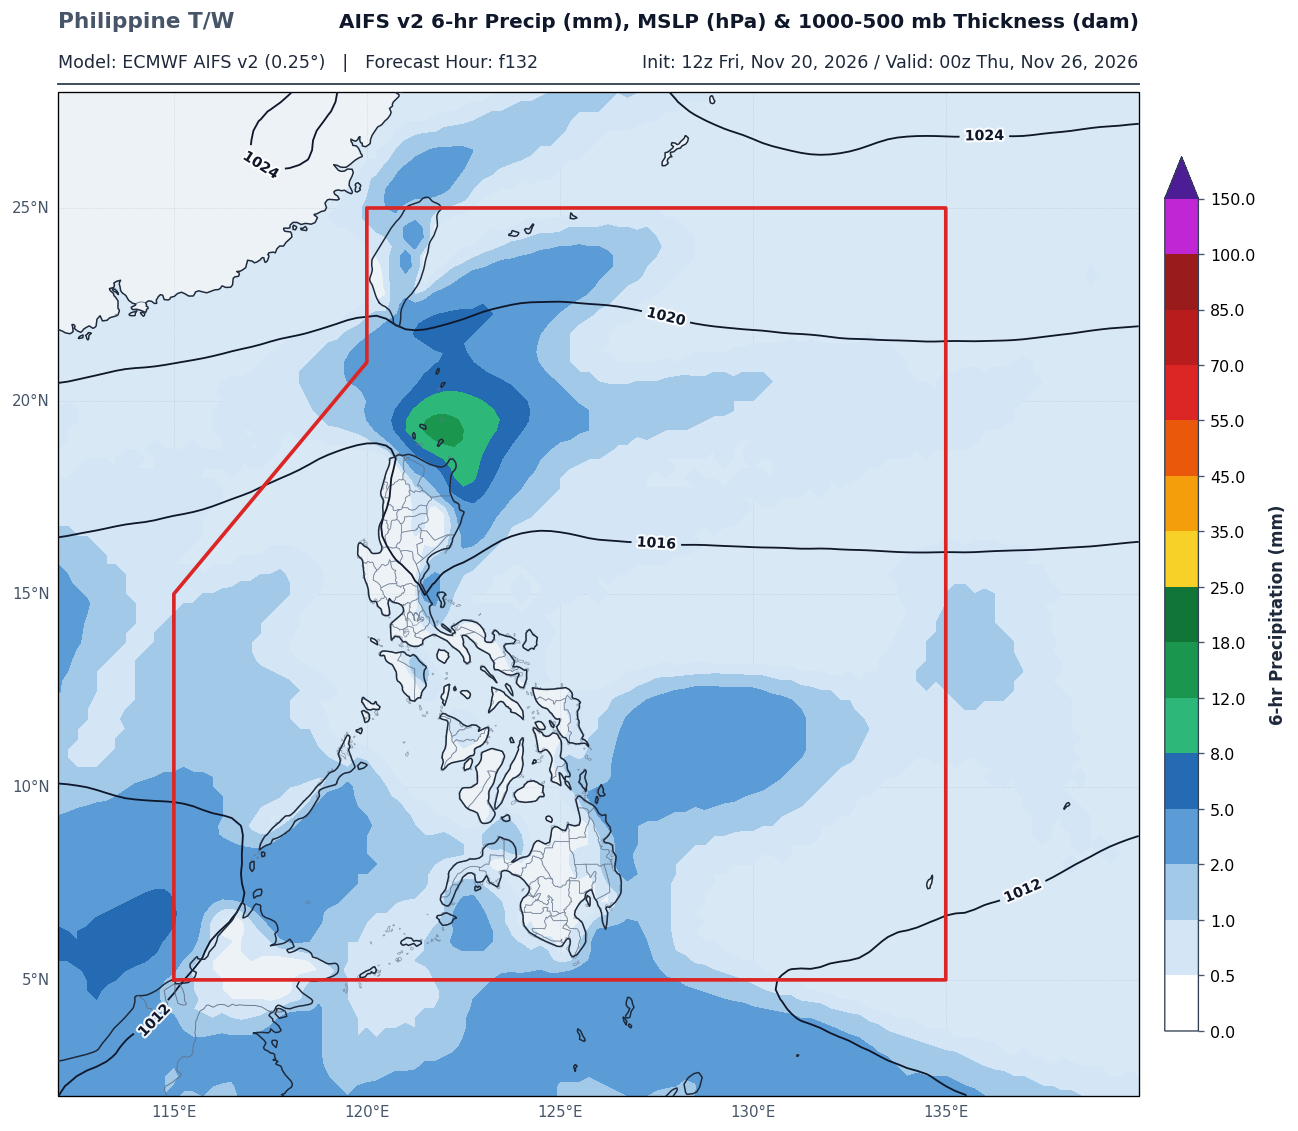 Philippine T/W
AIFS v2 6-hr Precip (mm), MSLP (hPa) & 1000-500 mb Thickness (dam)
Model: ECMWF AIFS v2 (0.25°) | Forecast Hour: f132
Init: 12z Fri, Nov 20, 2026 / Valid: 00z Thu, Nov 26, 2026
1024
1024
1020
1016
1012
1012
25°N
20°N
15°N
10°N
5°N
115°E
120°E
125°E
130°E
135°E
150.0
100.0
85.0
70.0
55.0
45.0
35.0
25.0
18.0
12.0
8.0
5.0
2.0
1.0
0.5
0.0
6-hr Precipitation (mm)